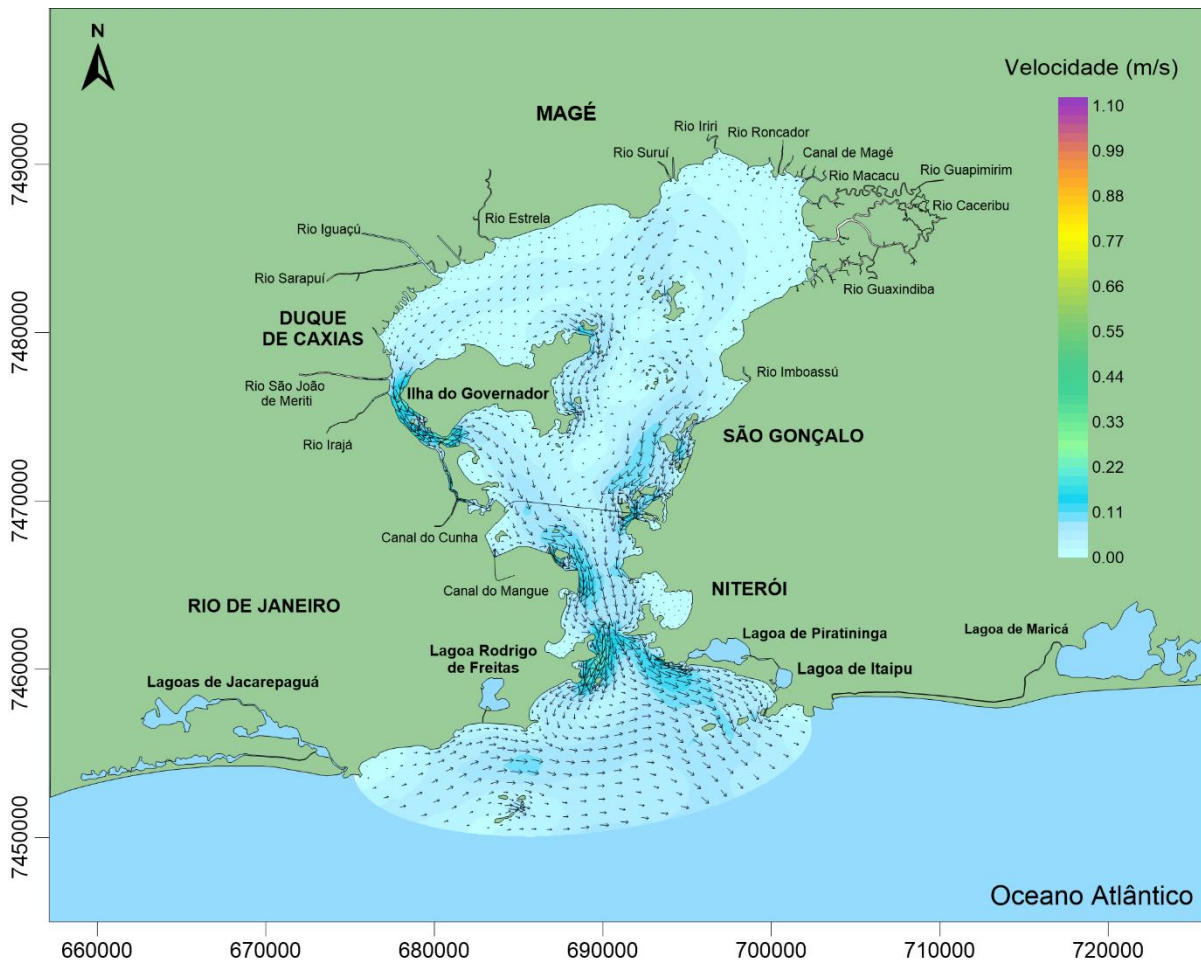 N
Velocidade (m/s)
1.10
0.99
0.88
0.77
0.66
0.55
0.44
0.33
0.22
0.11
0.00
MAGÉ
Rio Iriri
Rio Roncador
Rio Suruí
Canal de Magé
Rio Macacu
Rio Guapimirim
Rio Caceribu
Rio Guaxindiba
Rio Estrela
Rio Iguaçú
Rio Sarapuí
DUQUE
DE CAXIAS
Rio São João
de Meriti
Rio Irajá
Ilha do Governador
Rio Imboassú
SÃO GONÇALO
Canal do Cunha
Canal do Mangue
RIO DE JANEIRO
NITERÓI
Lagoa de Piratininga
Lagoa de Maricá
Lagoa Rodrigo
de Freitas
Lagoa de Itaipu
Lagoas de Jacarepaguá
Oceano Atlântico
7490000
7480000
7470000
7460000
7450000
660000
670000
680000
690000
700000
710000
720000